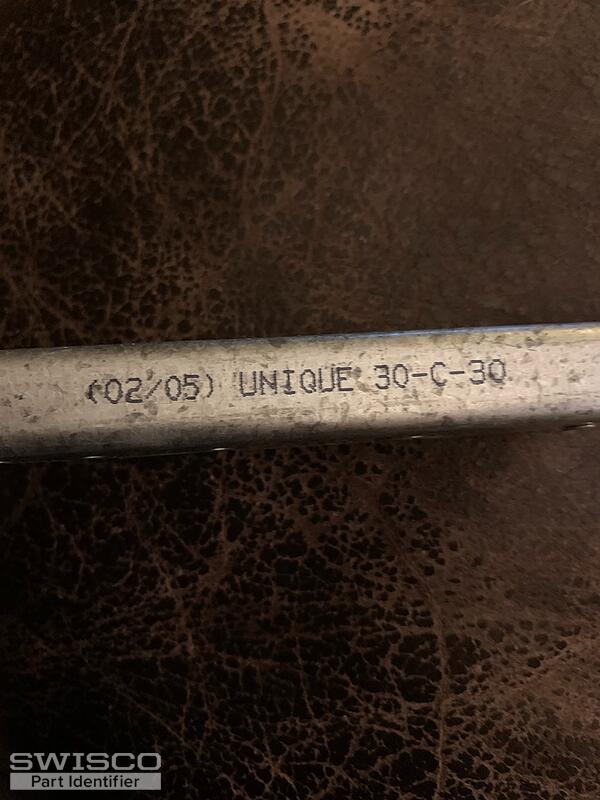 (02/05) UNIQUE 30-C-30
SWISCO
Part Identifier